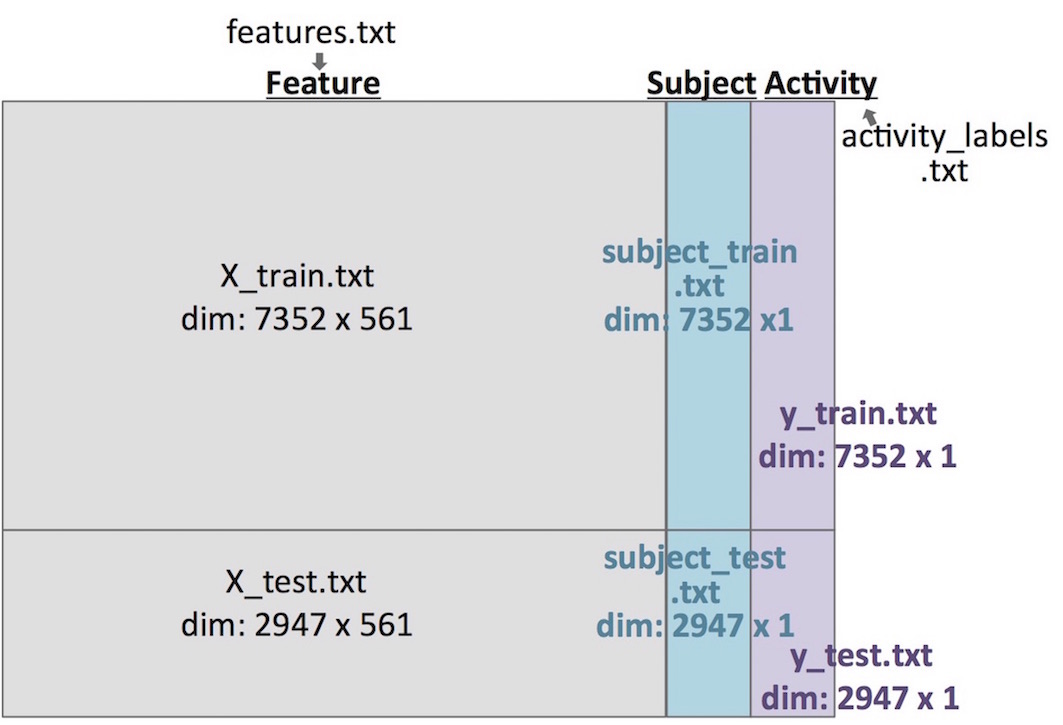 features.txt
Feature
Subject Activity
activity_labels
.txt
X_train.txt
dim: 7352 x 561
subject_train
.txt
dim: 7352 x1
y_train.txt
dim: 7352 x 1
X_test.txt
dim: 2947 x 561
subject_test
.txt
dim: 2947 x 1
y_test.txt
dim: 2947 x 1